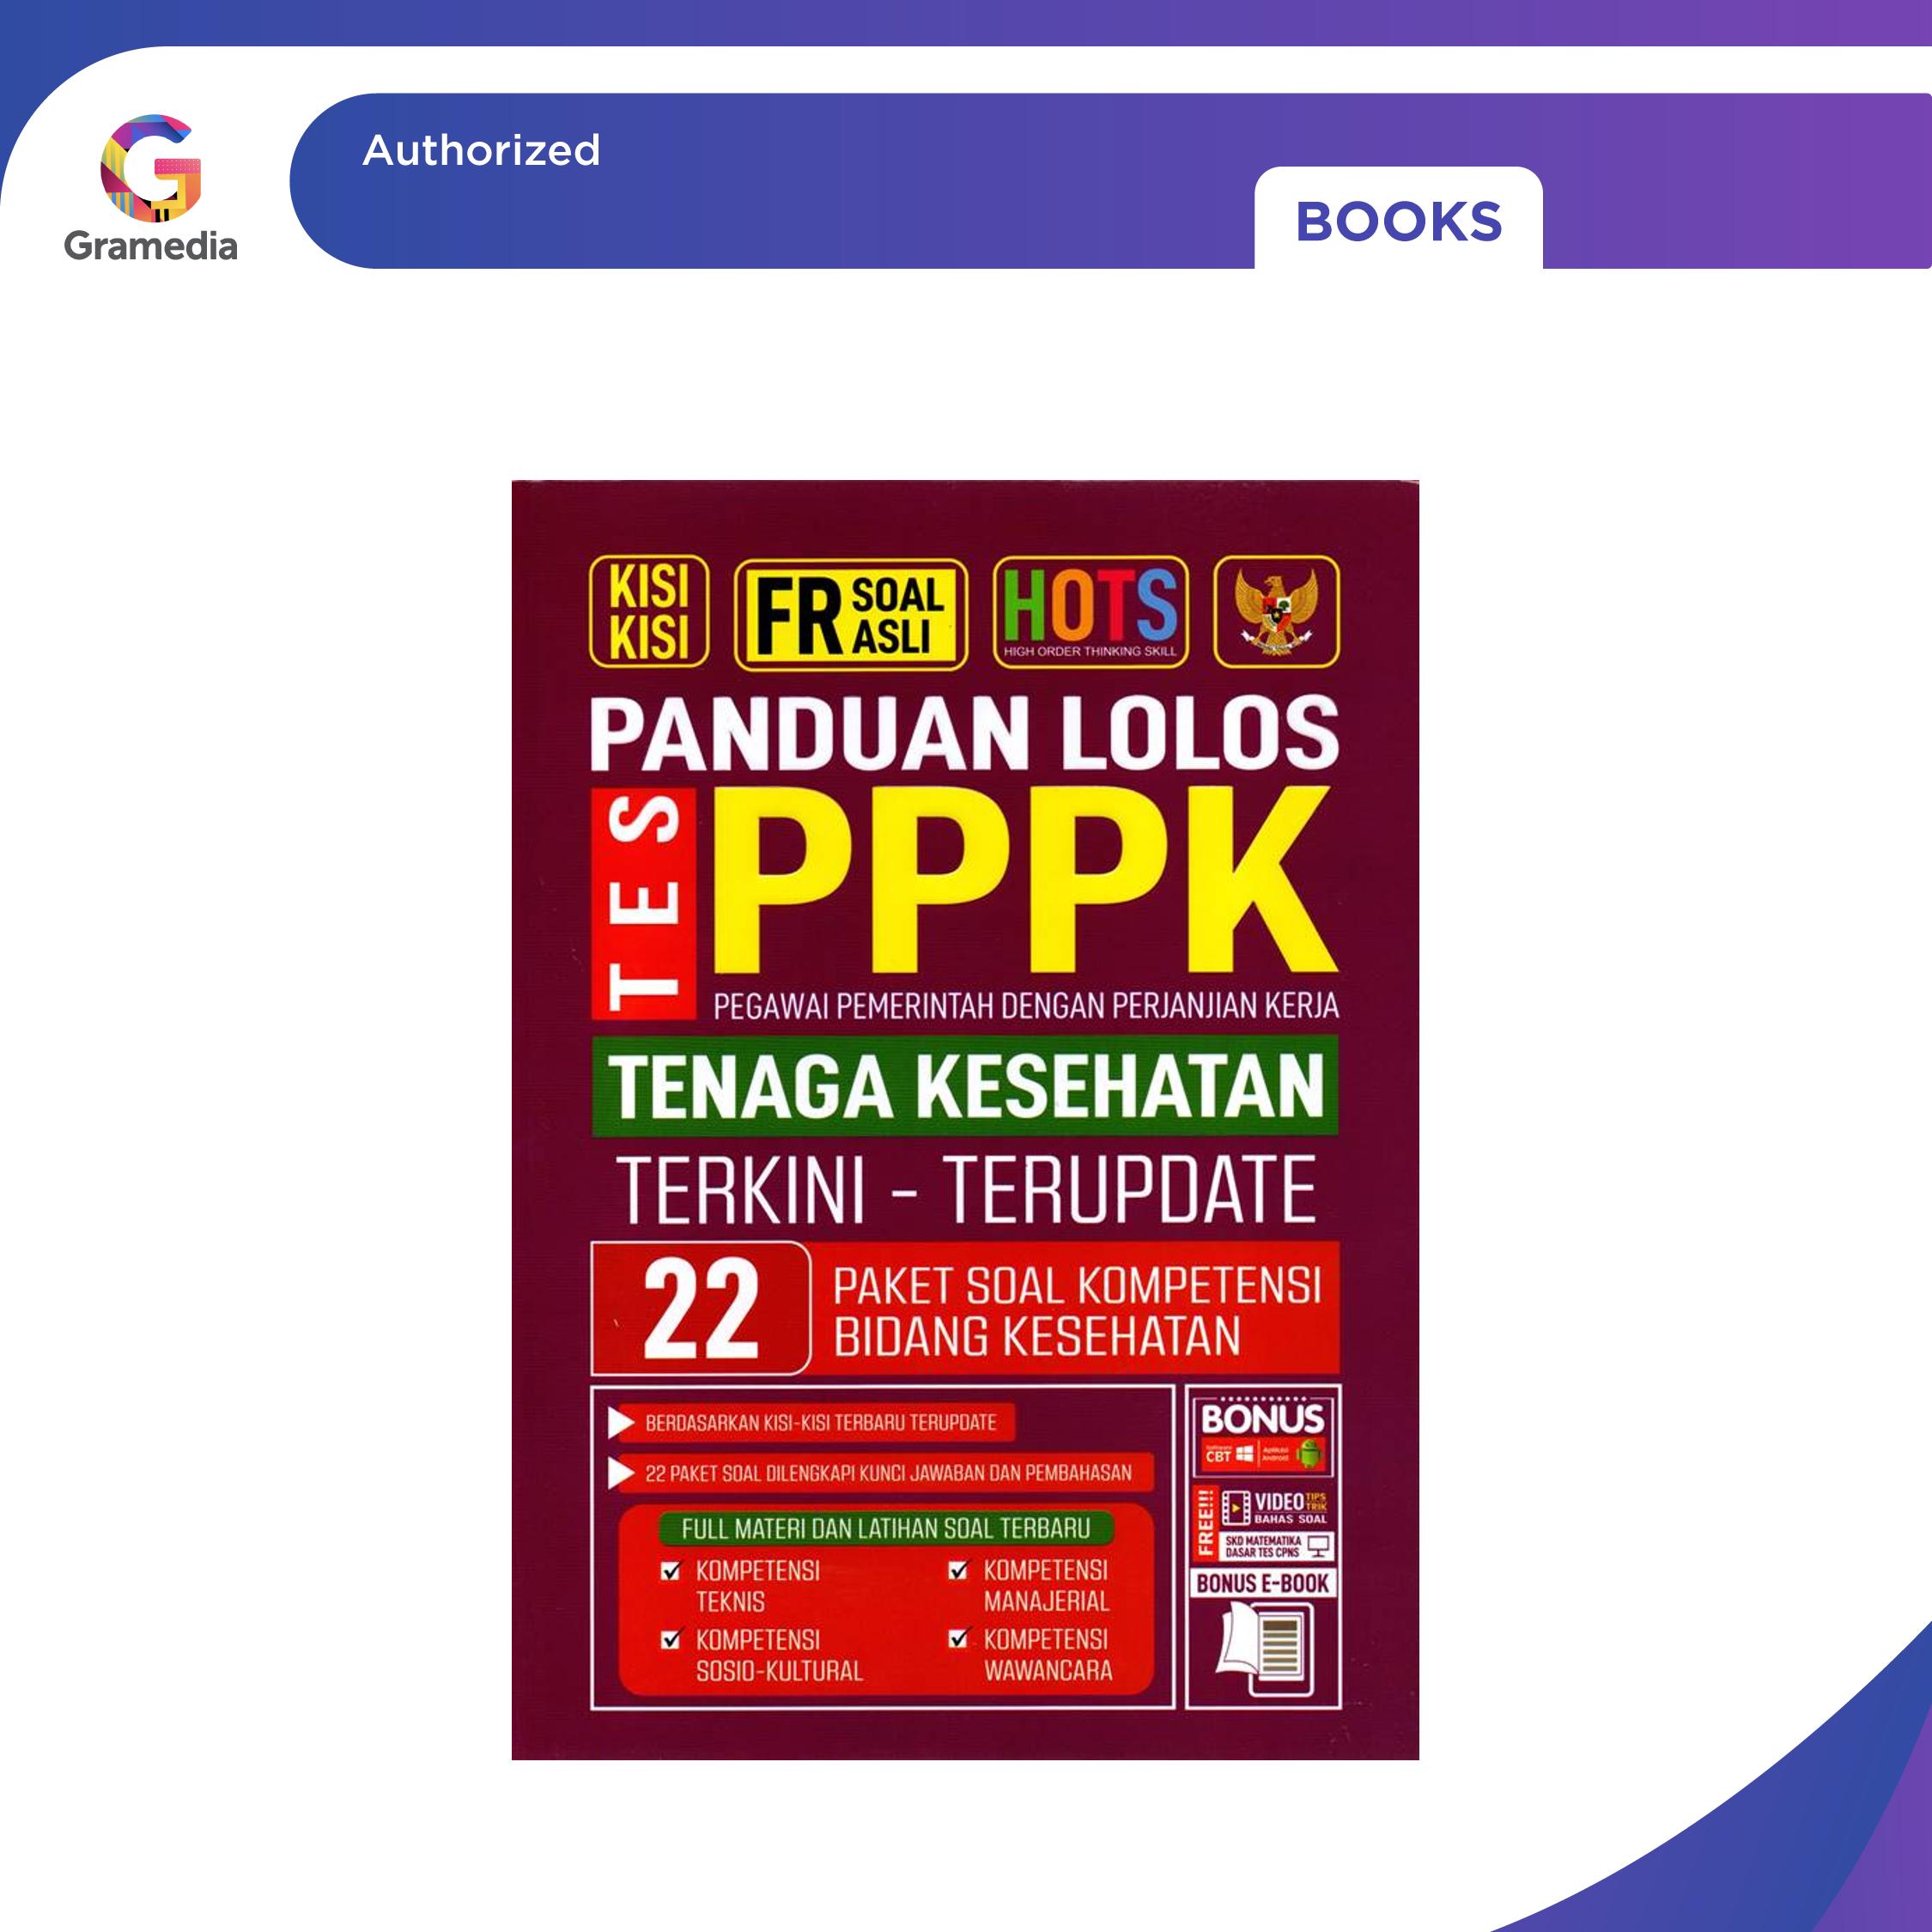 Gramedia
Authorized
BOOKS
KISI
KISI
FR SOAL
ASLI
HOTS
HIGH ORDER THINKING SKILL
PANDUAN LOLOS
TES
PPPK
PEGAWAI PEMERINTAH DENGAN PERJANJIAN KERJA
TENAGA KESEHATAN
TERKINI - TERUPDATE
22
PAKET SOAL KOMPETENSI
BIDANG KESEHATAN
BERDASARKAN KISI-KISI TERBARU TERUPDATE
22 PAKET SOAL DILENGKAPI KUNCI JAWABAN DAN PEMBAHASAN
FULL MATERI DAN LATIHAN SOAL TERBARU
KOMPETENSI
TEKNIS
KOMPETENSI
MANAJERIAL
KOMPETENSI
SOSIO-KULTURAL
KOMPETENSI
WAWANCARA
BONUS
Software
CBT
Aplikasi
Android
FREE!!!
VIDEO TIPS
TRIK
BAHAS SOAL
SKD MATEMATIKA
DASAR TES CPNS
BONUS E-BOOK